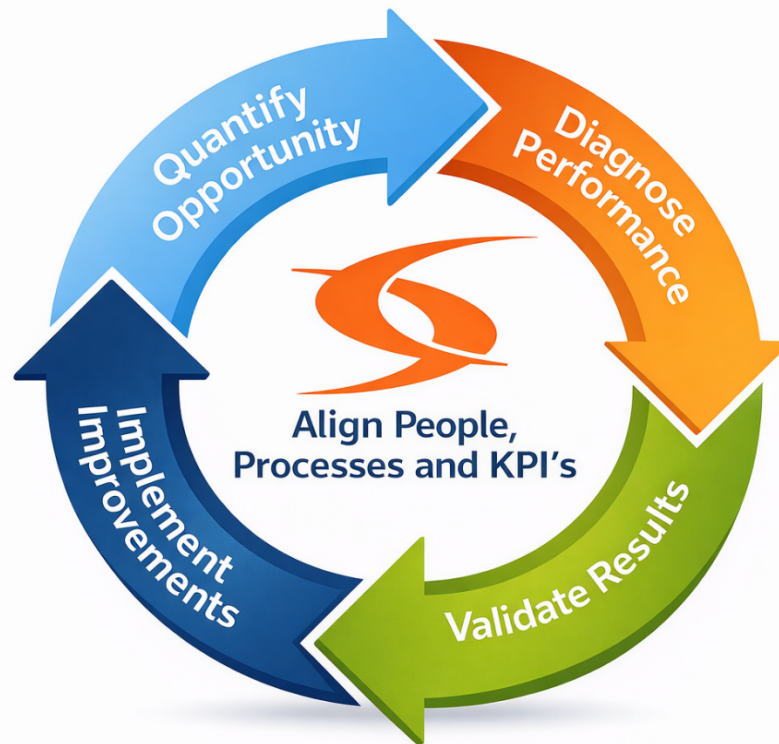 Quantify
Opportunity
Diagnose
Performance
Validate Results
Implement
Improvements
Align People,
Processes and KPI's